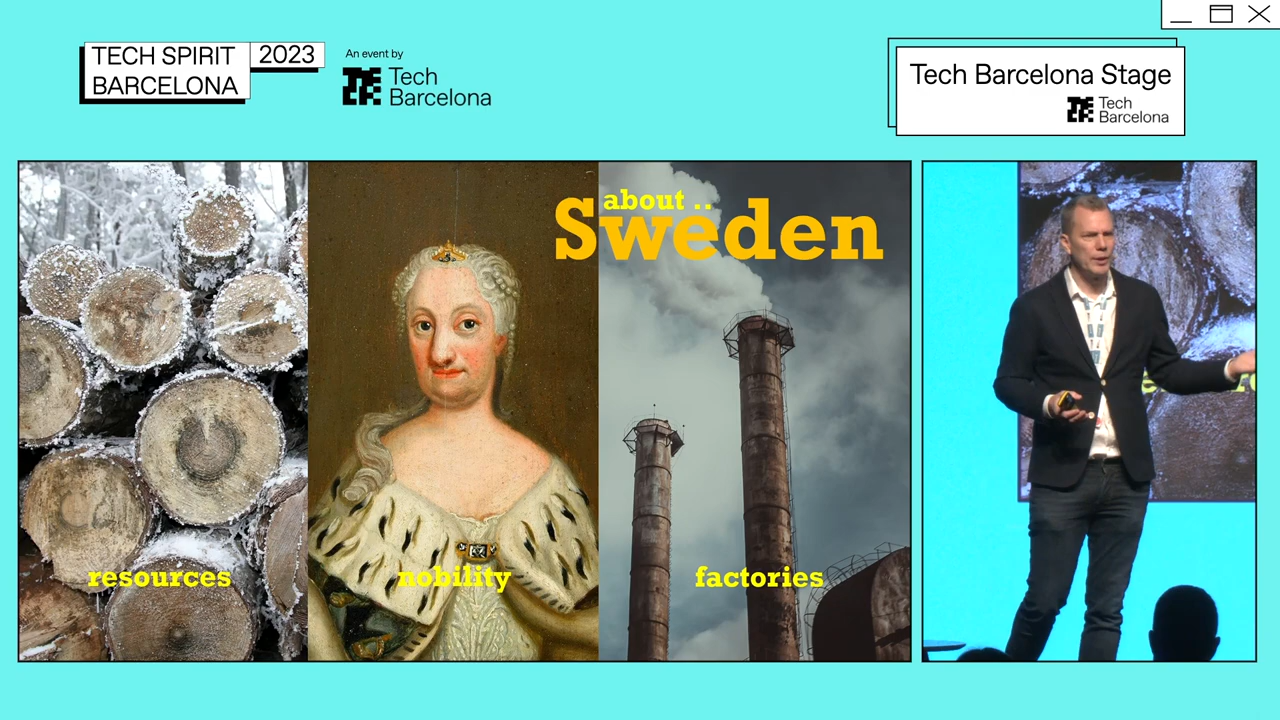 TECH SPIRIT
BARCELONA
2023
An event by
Tech
Barcelona
Tech Barcelona Stage
Tech
Barcelona
about ..
Sweden
resources
nobility
factories